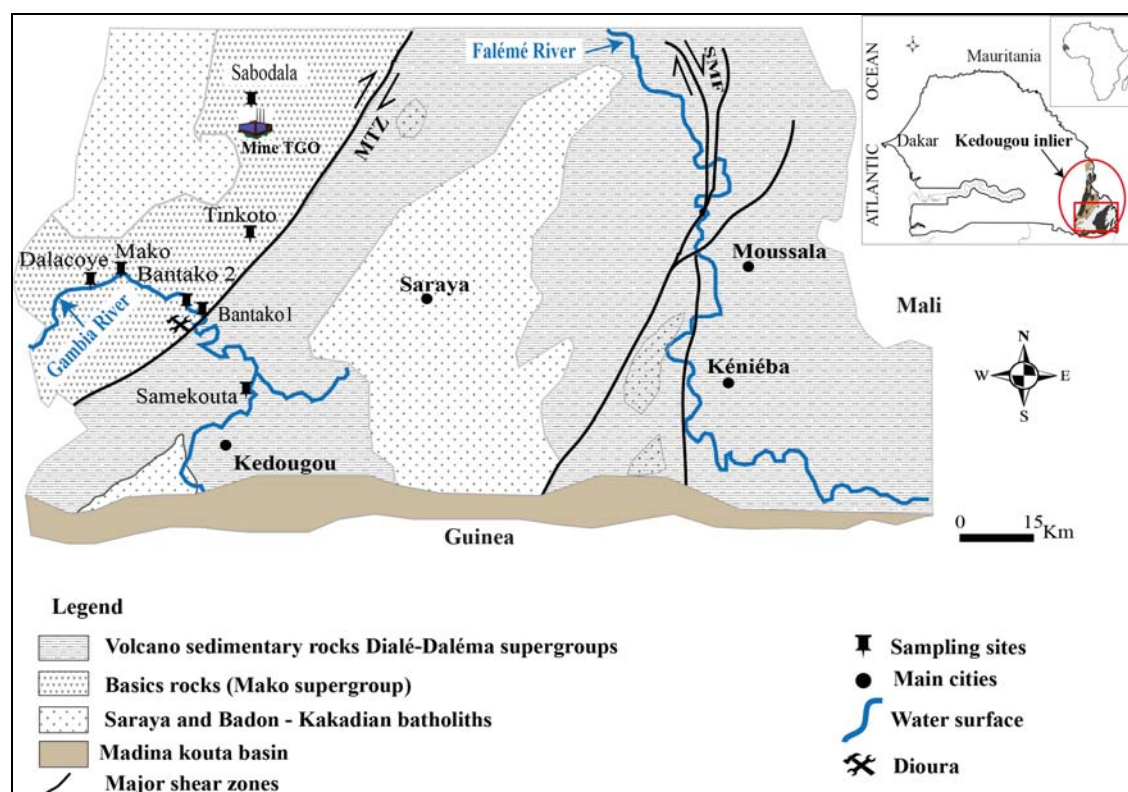 Falémé River
SMF
Sabodala
Mine TGO
MTZ
Tinkoto
Dalacoye
Mako
Bantako 2
Bantako1
Gambia River
Saraya
Moussala
Mali
Samekouta
Kéniéba
Kedougou
Guinea
ATLANTIC OCEAN
Mauritania
Dakar
Kedougou inlier
N
W E
S
0 15
Km
Legend
Volcano sedimentary rocks Dialé-Daléma supergroups
Basics rocks (Mako supergroup)
Saraya and Badon - Kakadian batholiths
Madina kouta basin
Major shear zones
Sampling sites
Main cities
Water surface
Dioura